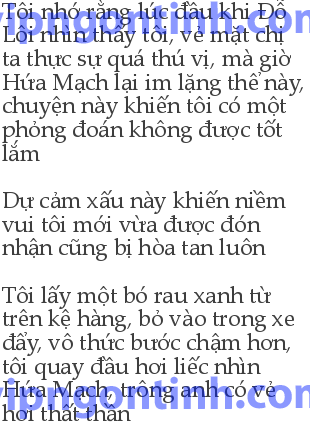 Tôi nhớ rằng lúc đầu khi Đỗ
Lôi nhìn thấy tôi, vẻ mặt chị
ta thực sự quá thú vị, mà giờ
Hứa Mạch lại im lặng thể này,
chuyện này khiến tôi có một
phỏng đoán không được tốt
lắm
Dự cảm xấu này khiến niềm
vui tôi mới vừa được đón
nhận cũng bị hòa tan luôn
Tôi lấy một bó rau xanh từ
trên kệ hàng, bỏ vào trong xe
đẩy, vô thức bước chậm hơn,
tôi quay đầu hơi liếc nhìn
Hứa Mạch, trông anh có vẻ
hơi thất thần
vipngontinh.com
vipngontinh.com